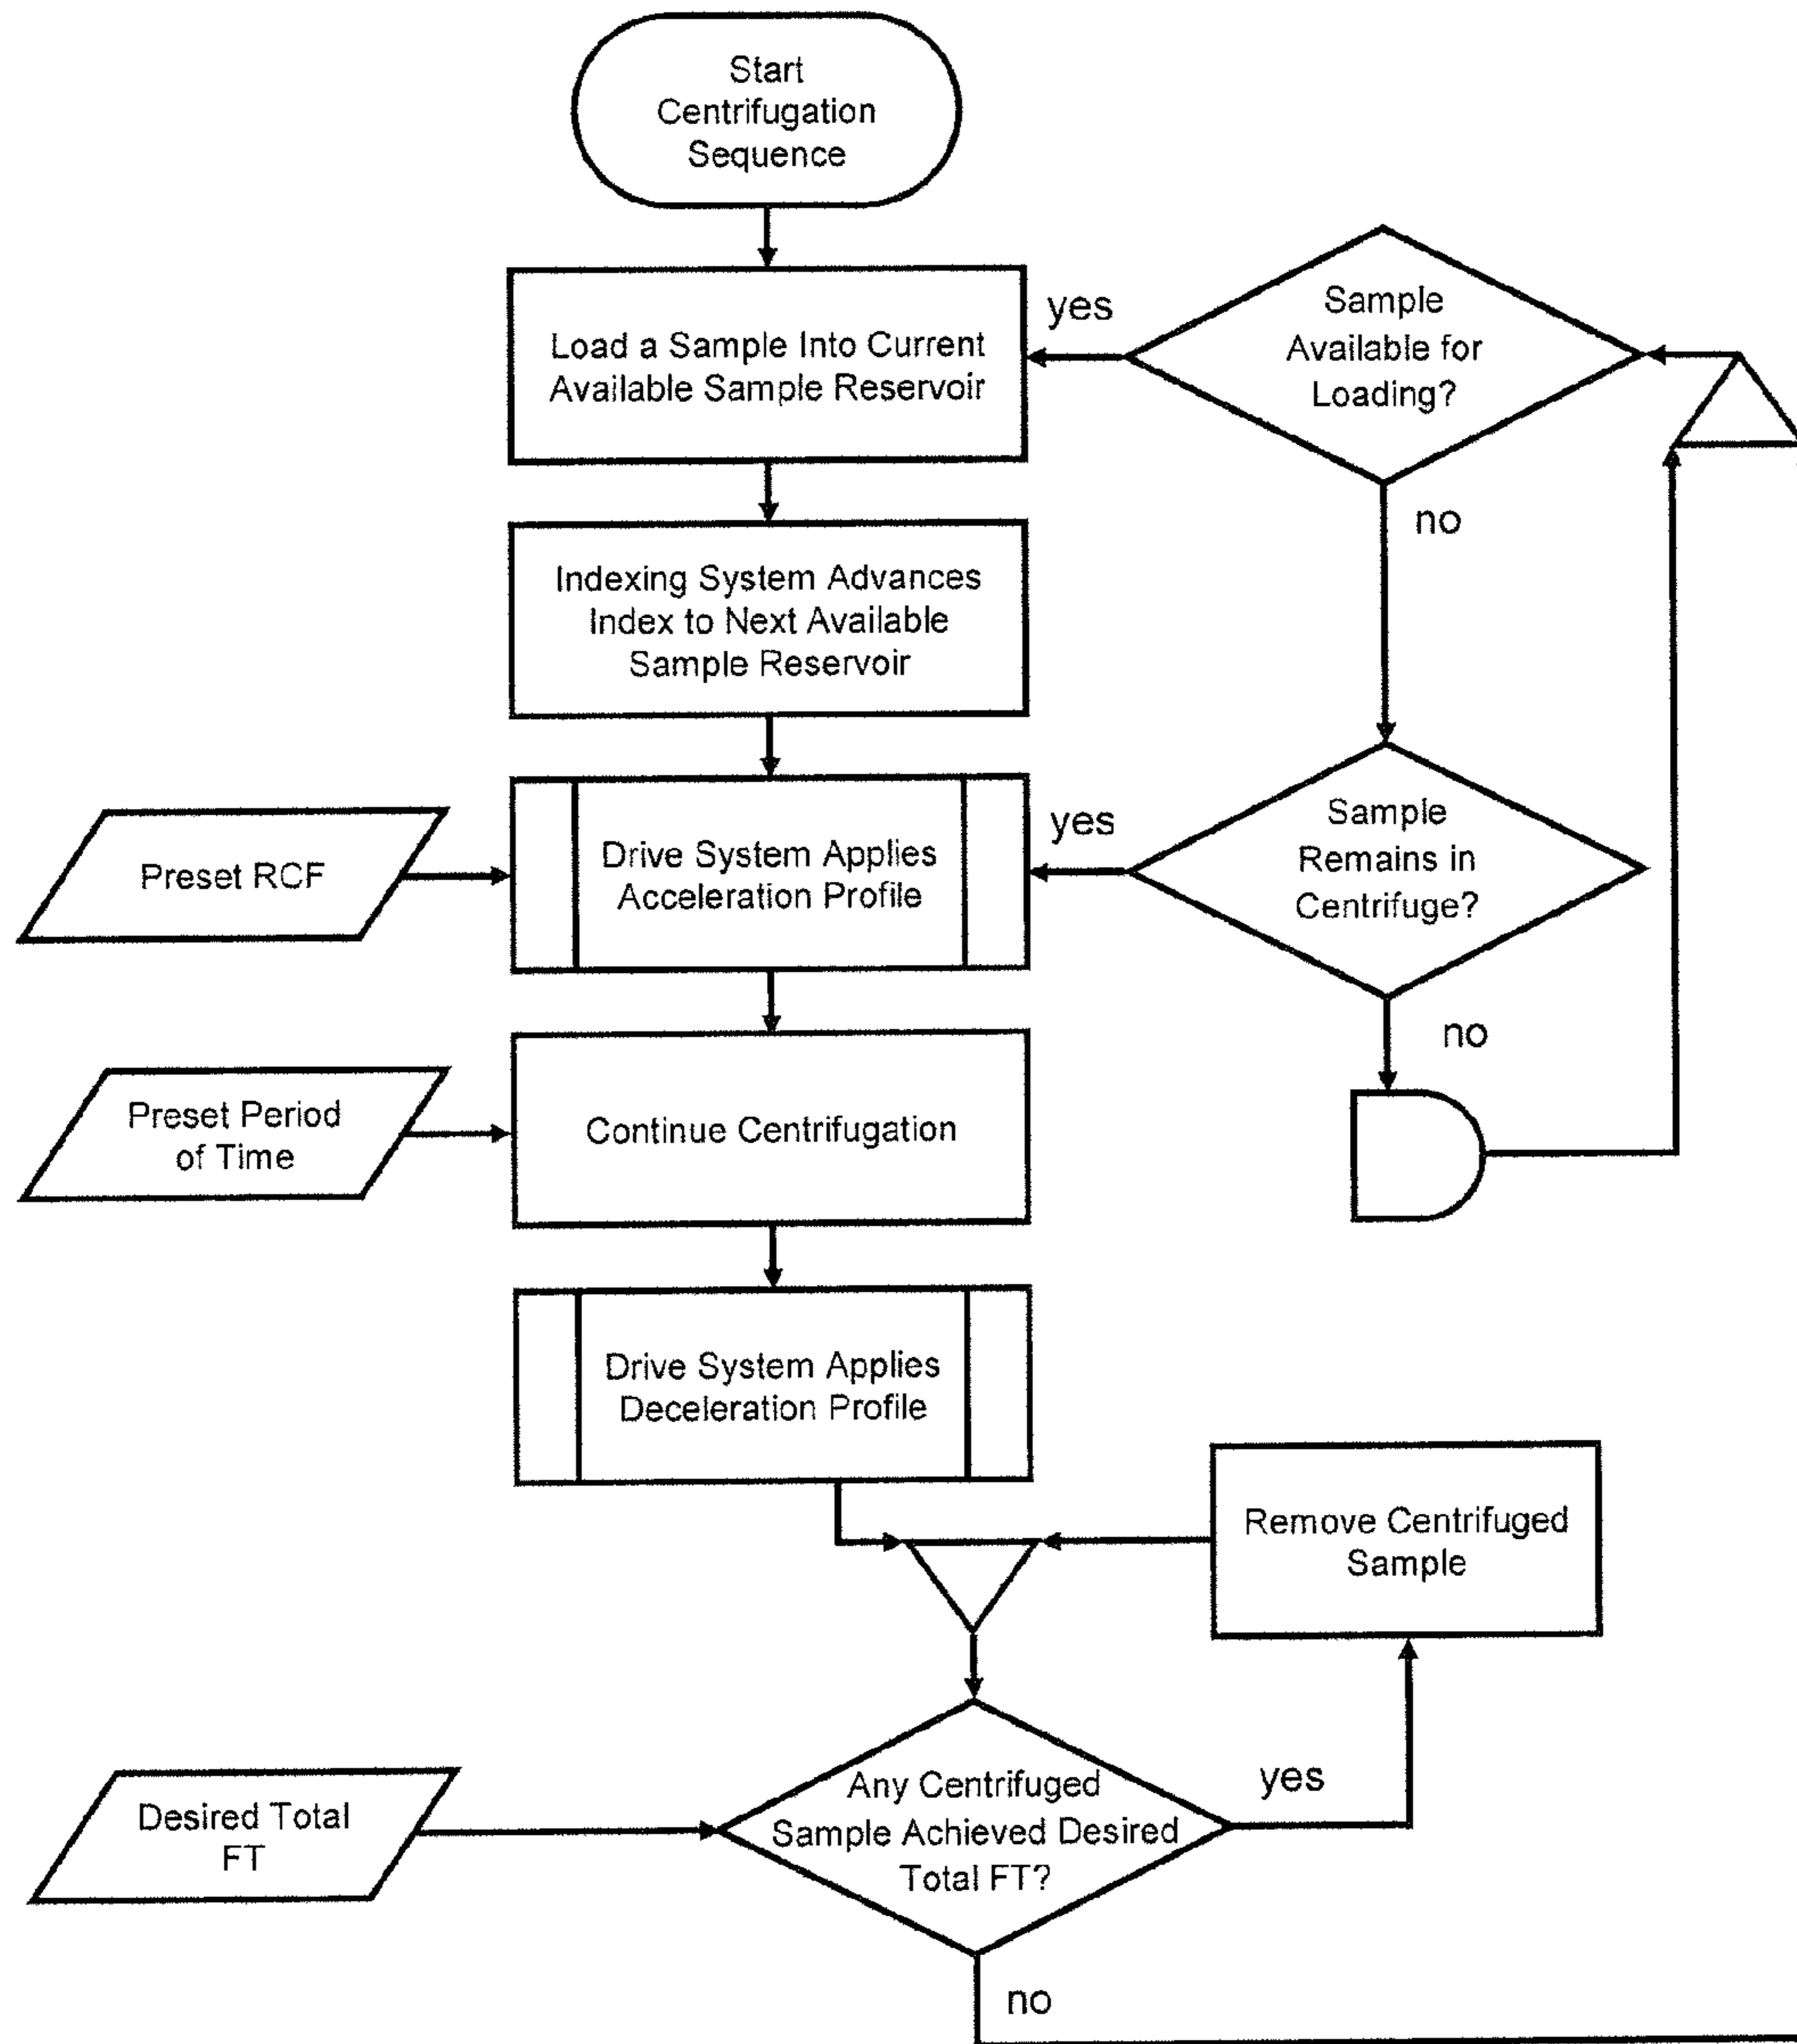 Start
Centrifugation
Sequence
Sample
Available for
Loading?
yes
Load a Sample Into Current
Available Sample Reservoir
no
Indexing System Advances
Index to Next Available
Sample Reservoir
Sample
Remains in
Centrifuge?
yes
Drive System Applies
Acceleration Profile
Preset RCF
no
Preset Period
of Time
Continue Centrifugation
Drive System Applies
Deceleration Profile
Remove Centrifuged
Sample
Desired Total
FT
Any Centrifuged
Sample Achieved Desired
Total FT?
yes
no